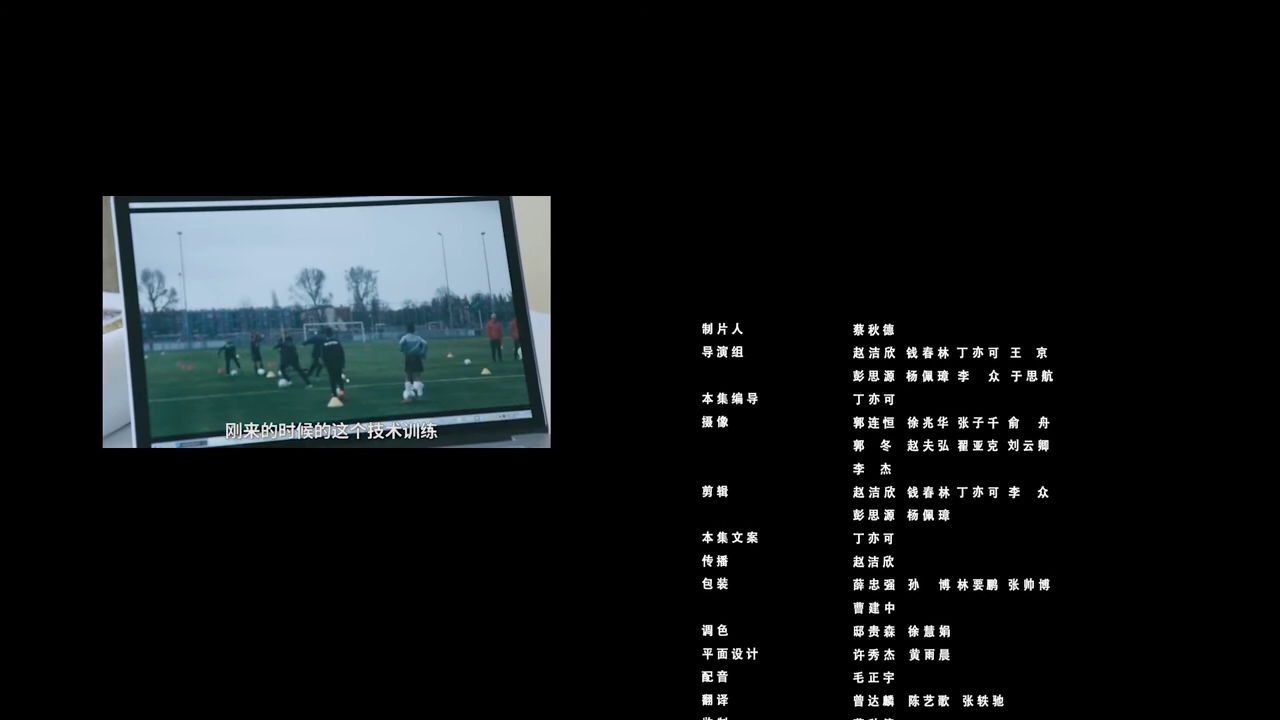 刚来的时候的这个技术训练
制片人 蔡秋德
导演组 赵洁欣 钱春林 丁亦可 王 京
彭思源 杨佩璋 李 众 于思航
本集编导 丁亦可
摄像 郭连恒 徐兆华 张子千 俞 舟
郭 冬 赵夫弘 翟亚克 刘云卿
李 杰
剪辑 赵洁欣 钱春林 丁亦可 李 众
彭思源 杨佩璋
本集文案 丁亦可
传播 赵洁欣
包装 薛忠强 孙 博 林要鹏 张帅博
曹建中
调色 邸贵森 徐慧娟
平面设计 许秀杰 黄雨晨
配音 毛正宇
翻译 曾达麟 陈艺歌 张轶驰